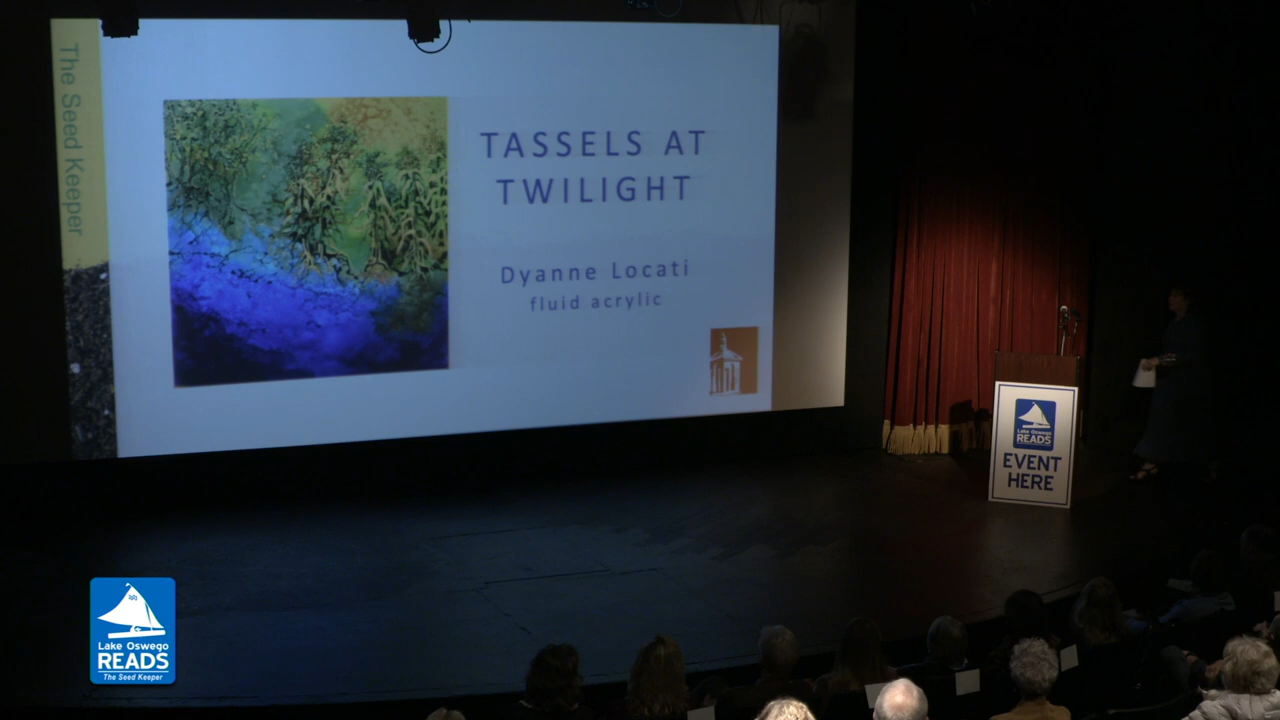 The Seed Keeper
TASSELS AT
TWILIGHT
Dyanne Locati
fluid acrylic
Lake Oswego
READS
EVENT
HERE
Lake Oswego
READS
The Seed Keeper